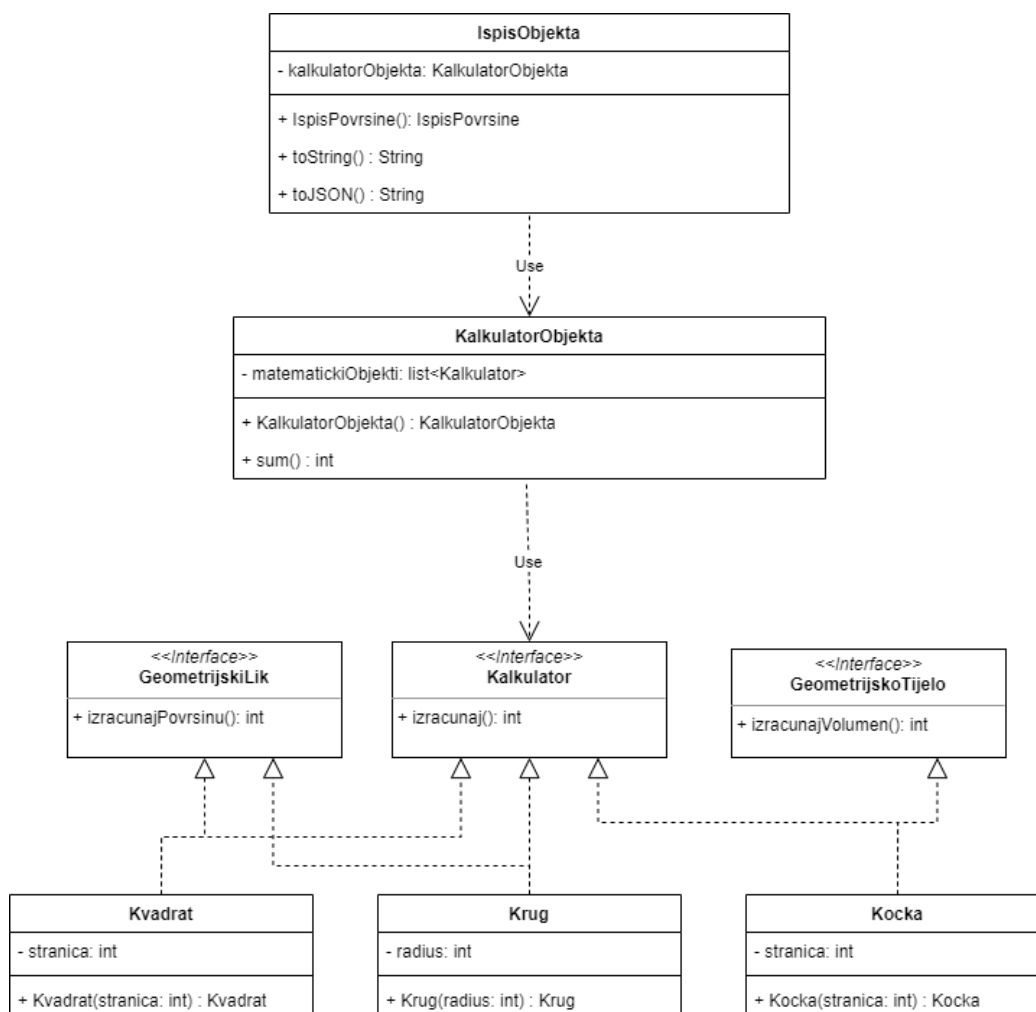 IspisObjekta
- kalkulatorObjekta: KalkulatorObjekta
+ IspisPovrsine(): IspisPovrsine
+ toString() : String
+ toJSON() : String
Use
KalkulatorObjekta
- matematickiObjekti: list<Kalkulator>
+ KalkulatorObjekta() : KalkulatorObjekta
+ sum() : int
Use
<<Interface>>
GeometrijskiLik
+ izracunajPovrsinu(): int
<<Interface>>
Kalkulator
+ izracunaj(): int
<<Interface>>
GeometrijskoTijelo
+ izracunajVolumen(): int
Kvadrat
- stranica: int
+ Kvadrat(stranica: int) : Kvadrat
Krug
- radius: int
+ Krug(radius: int) : Krug
Kocka
- stranica: int
+ Kocka(stranica: int) : Kocka